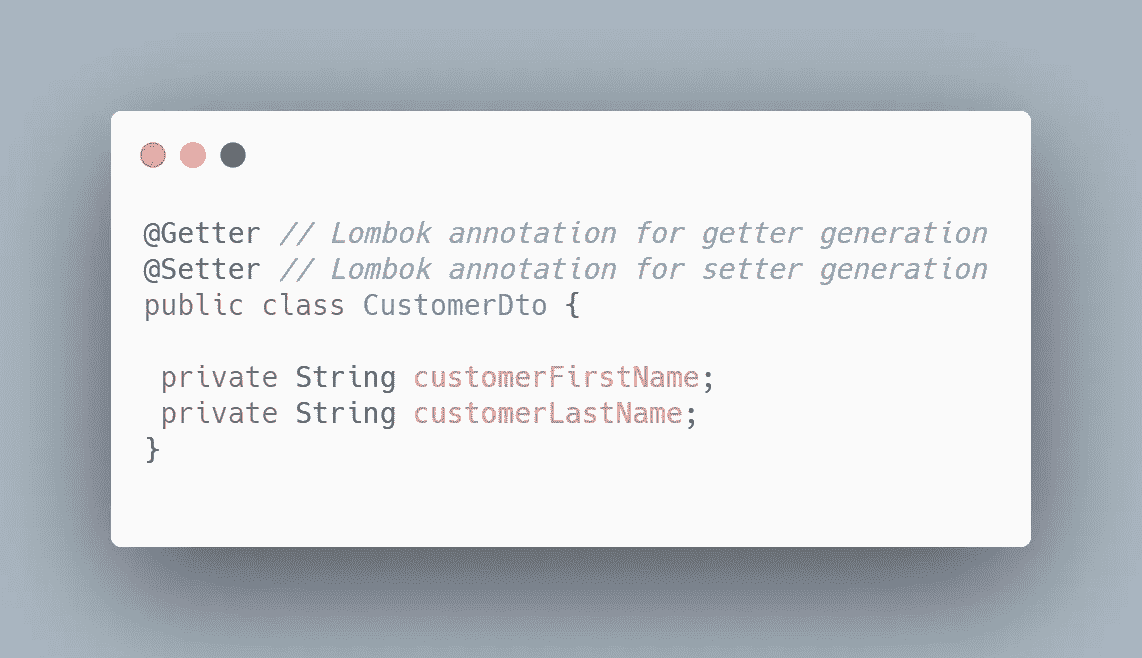 @Getter // Lombok annotation for getter generation
@Setter // Lombok annotation for setter generation
public class CustomerDto {
private String customerFirstName;
private String customerLastName;
}